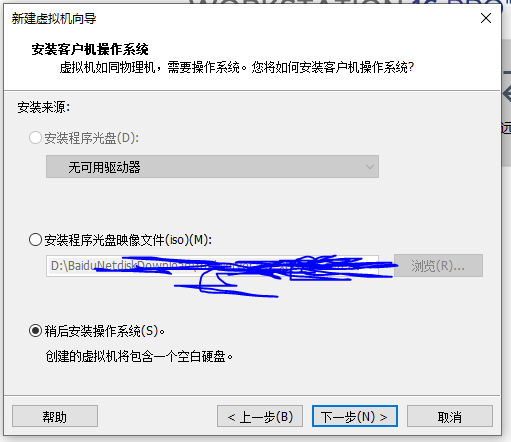 WORKSTATION 16 PRO
新建虚拟机向导
安装客户机操作系统
虚拟机如同物理机，需要操作系统。您将如何安装客户机操作系统?
安装来源:
安装程序光盘(D):
无可用驱动器
安装程序光盘映像文件(iso)(M):
D:\BaiduNetdiskDownload
浏览(R)...
稍后安装操作系统(S)。
创建的虚拟机将包含一个空白硬盘。
帮助
< 上一步(B)
下一步(N) >
取消
远